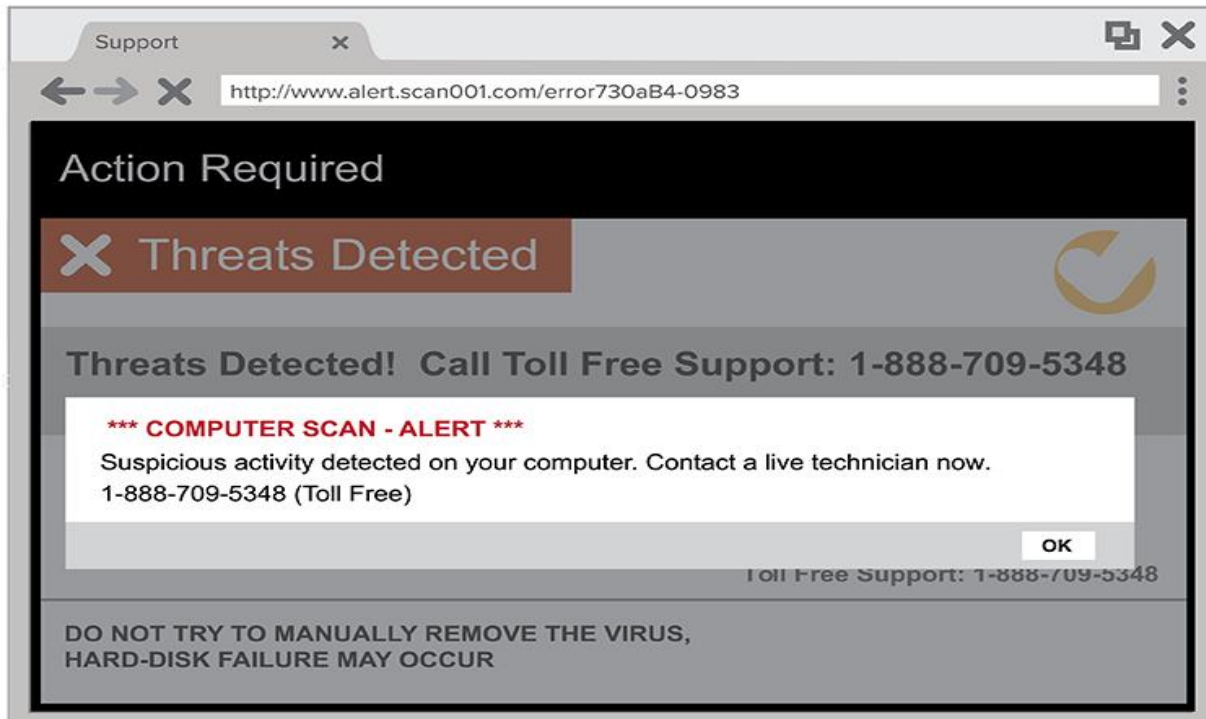 Support
http://www.alert.scan001.com/error730aB4-0983
Action Required
Threats Detected
Threats Detected! Call Toll Free Support: 1-888-709-5348
*** COMPUTER SCAN - ALERT ***
Suspicious activity detected on your computer. Contact a live technician now.
1-888-709-5348 (Toll Free)
OK
Toll Free Support: 1-888-709-5348
DO NOT TRY TO MANUALLY REMOVE THE VIRUS,
HARD-DISK FAILURE MAY OCCUR